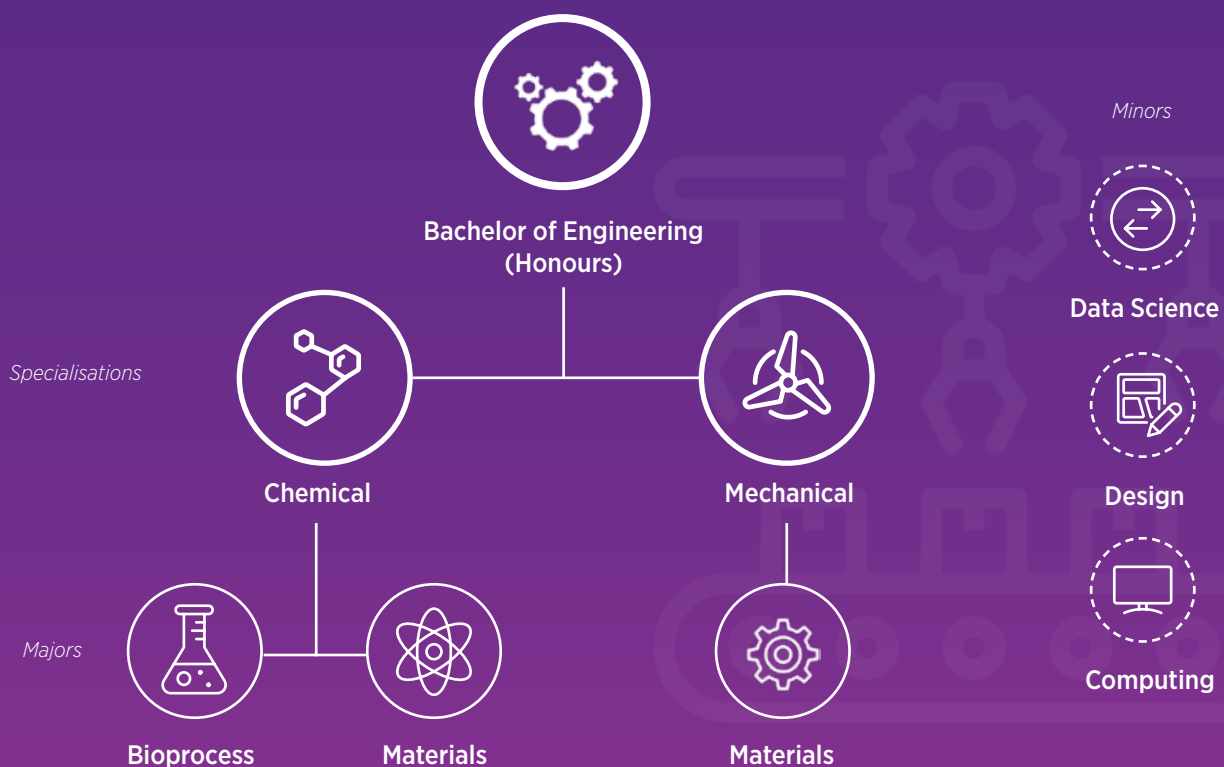 Minors
Bachelor of Engineering
(Honours)
Data Science
Specialisations
Chemical
Mechanical
Design
Majors
Computing
Bioprocess
Materials
Materials